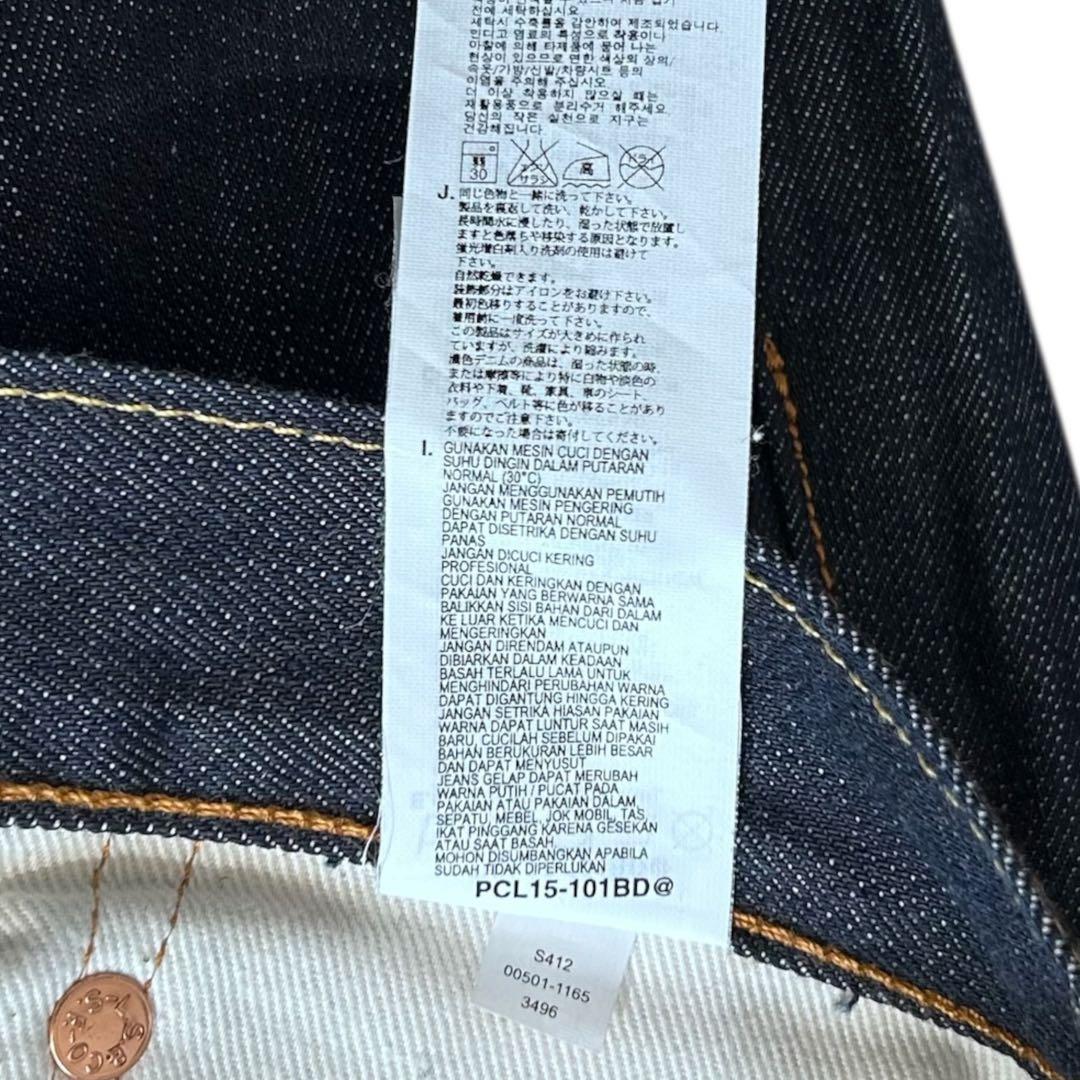 전에 세탁하십시오
세탁시 수축률을 감안하여 제조되었습니다
인디고 염료의 특성으로 착용이나
마찰에 의해 타제품에 물어 나는
현상이 있으므로 면한 색상의 상의/
속옷/가방/신발/차량시트 등의
이염을 주의해 주십시오
더 이상 착용하지 않으실 때는
재활용품으로 분리수거 해주세요
당신의 작은 실천으로 지구는
건강해집니다
30 エンソ サラシ 高 ドライ
J. 同じ色物と一緒に洗って下さい。
製品を裏返して洗い、乾かして下さい。
長時間水に浸したり、湿った状態で放置し
ますと色落ちや移染する原因となります。
蛍光増白剤入り洗剤の使用は避けて
下さい。
自然乾燥できます。
装飾部分はアイロンをお避け下さい。
最初色移りすることがありますので、
着用前に一度洗って下さい。
この製品はサイズが大きめに作られ
ていますが、洗濯により縮みます。
濃色デニムの商品は、湿った状態の時、
または摩擦等により特に白物や淡色の
衣料や下着、靴、家具、車のシート、
バッグ、ベルト等に色が移ることがあり
ますのでご注意下さい。
不要になった場合は寄付してください。
I. GUNAKAN MESIN CUCI DENGAN
SUHU DINGIN DALAM PUTARAN
NORMAL (30°C)
JANGAN MENGGUNAKAN PEMUTIH
GUNAKAN MESIN PENGERING
DENGAN PUTARAN NORMAL
DAPAT DISETRIKA DENGAN SUHU
PANAS
JANGAN DICUCI KERING
PROFESIONAL
CUCI DAN KERINGKAN DENGAN
PAKAIAN YANG BERWARNA SAMA
BALIKKAN SISI BAHAN DARI DALAM
KE LUAR KETIKA MENCUCI DAN
MENGERINGKAN
JANGAN DIRENDAM ATAUPUN
DIBIARKAN DALAM KEADAAN
BASAH TERLALU LAMA UNTUK
MENGHINDARI PERUBAHAN WARNA
DAPAT DIGANTUNG HINGGA KERING
JANGAN SETRIKA HIASAN PAKAIAN
WARNA DAPAT LUNTUR SAAT MASIH
BARU, CUCILAH SEBELUM DIPAKAI
BAHAN BERUKURAN LEBIH BESAR
DAN DAPAT MENYUSUT
JEANS GELAP DAPAT MERUBAH
WARNA PUTIH / PUCAT PADA
PAKAIAN ATAU PAKAIAN DALAM,
SEPATU, MEBEL, JOK MOBIL, TAS,
IKAT PINGGANG KARENA GESEKAN
ATAU SAAT BASAH
MOHON DISUMBANGKAN APABILA
SUDAH TIDAK DIPERLUKAN
PCL15-101BD@
S412
00501-1165
3496
L.S.&CO.-S.F-